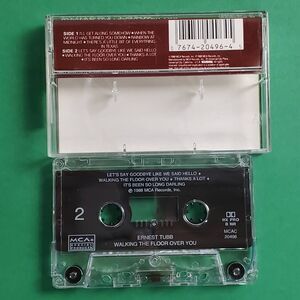 SIDE 1 I'LL GET ALONG SOMEHOW • WHEN THE
WORLD HAS TURNED YOU DOWN • RAINBOW AT
MIDNIGHT • THERE'S A LITTLE BIT OF EVERYTHING
IN TEXAS
SIDE 2 LET'S SAY GOODBYE LIKE WE SAID HELLO •
WALKING THE FLOOR OVER YOU • THANKS A LOT •
IT'S BEEN SO LONG DARLING
7674-20496-4
LET'S SAY GOODBYE LIKE WE SAID HELLO •
WALKING THE FLOOR OVER YOU • THANKS A LOT •
IT'S BEEN SO LONG DARLING
© 1988 MCA Records, Inc.
2
HX PRO
B NR
MCA
ERNEST TUBB
WALKING THE FLOOR OVER YOU
MCAC
20496